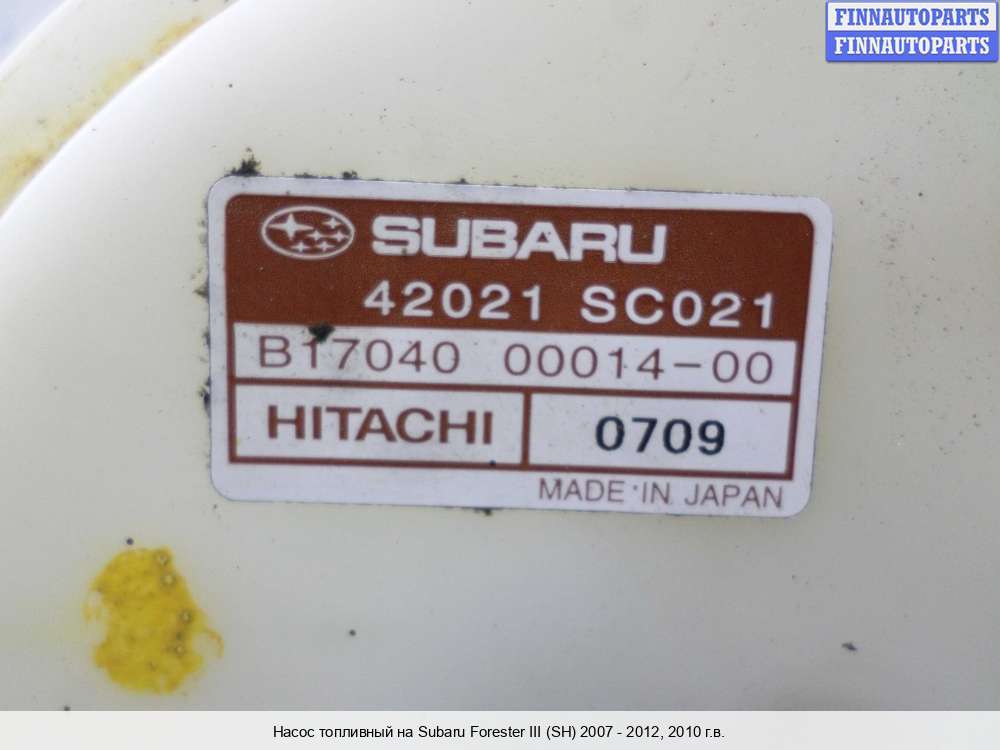 FINNAUTOPARTS
FINNAUTOPARTS
SUBARU
42021 SC021
B17040 00014-00
HITACHI 0709
MADE IN JAPAN
Насос топливный на Subaru Forester III (SH) 2007 - 2012, 2010 г.в.